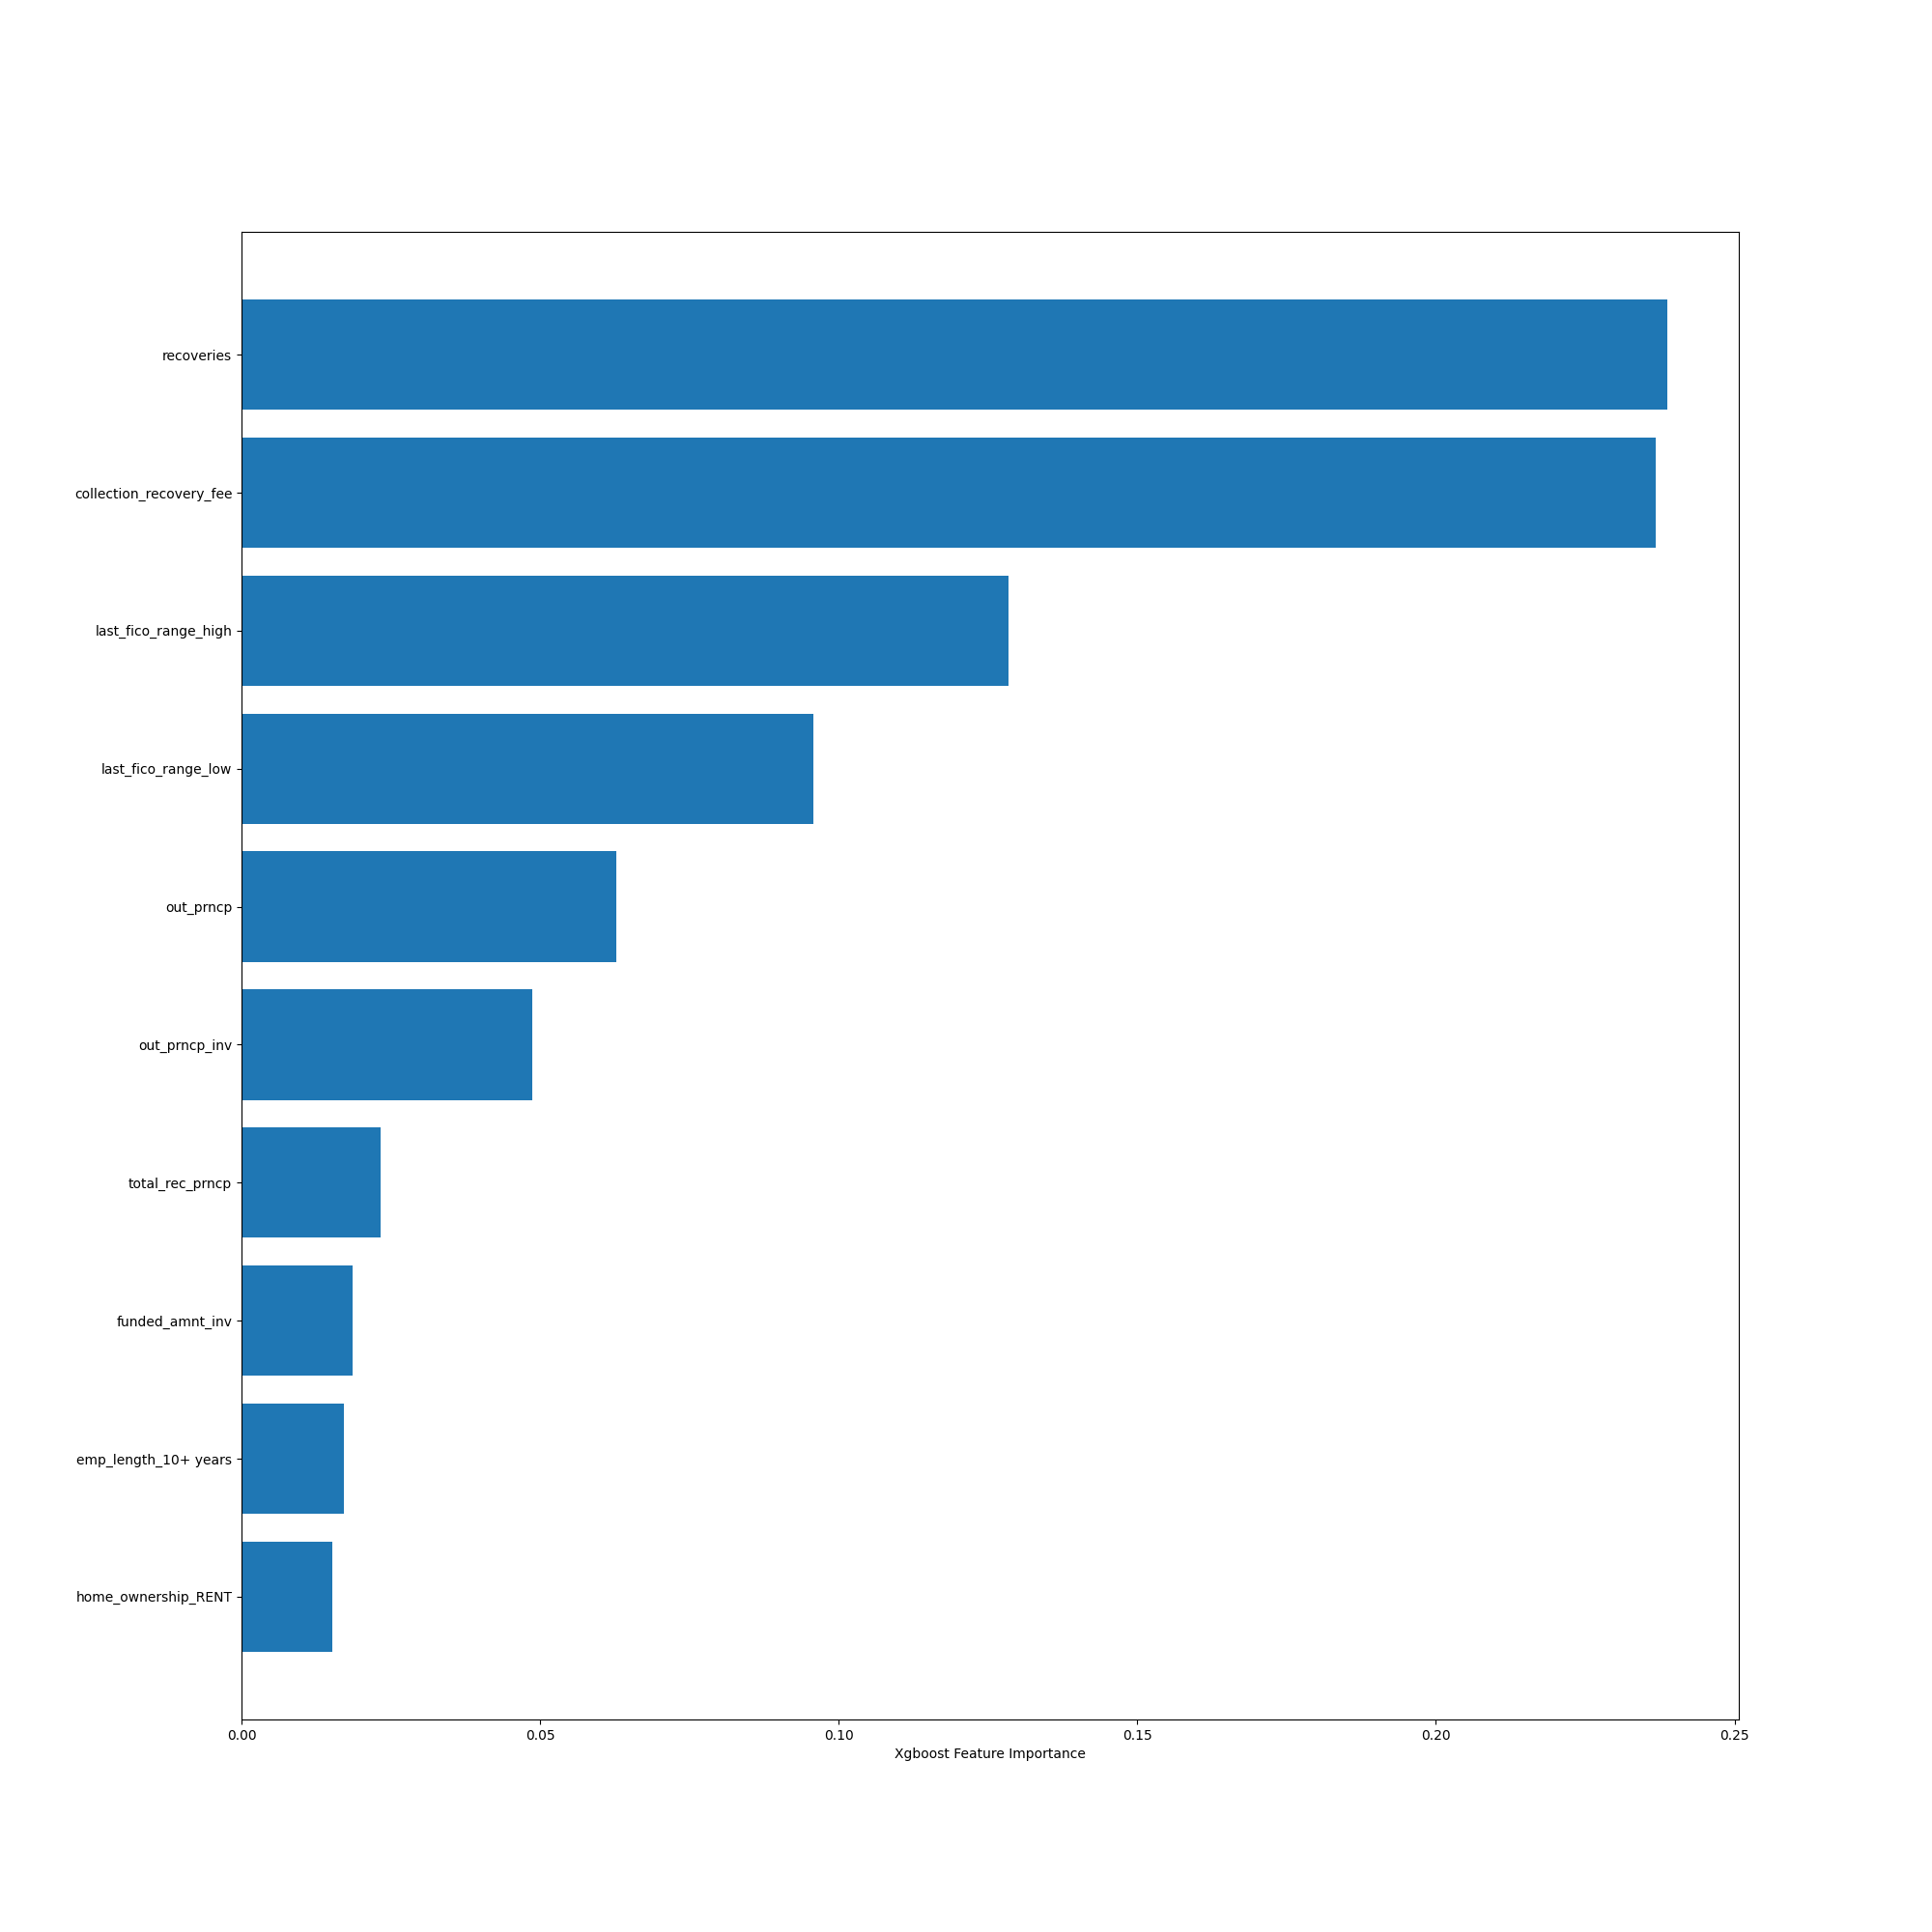 recoveries
collection_recovery_fee
last_fico_range_high
last_fico_range_low
out_prncp
out_prncp_inv
total_rec_prncp
funded_amnt_inv
emp_length_10+ years
home_ownership_RENT
0.00 0.05 0.10 0.15 0.20 0.25
Xgboost Feature Importance